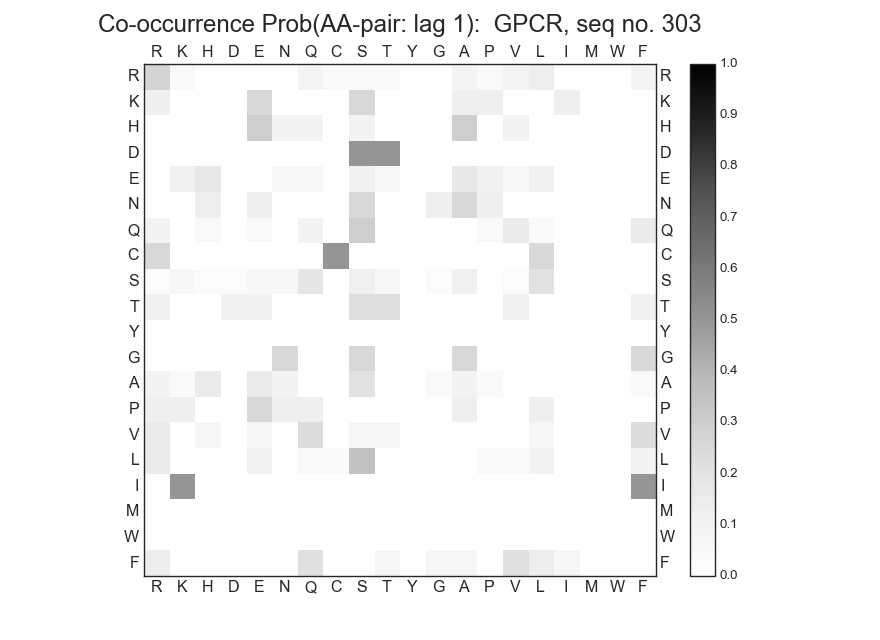 Co-occurrence Prob(AA-pair: lag 1):  GPCR, seq no. 303
R K H D E N Q C S T Y G A P V L I M W F
R R
K K
H H
D D
E E
N N
Q Q
C C
S S
T T
Y Y
G G
A A
P P
V V
L L
I I
M M
W W
F F
R K H D E N Q C S T Y G A P V L I M W F
1.0
0.9
0.8
0.7
0.6
0.5
0.4
0.3
0.2
0.1
0.0